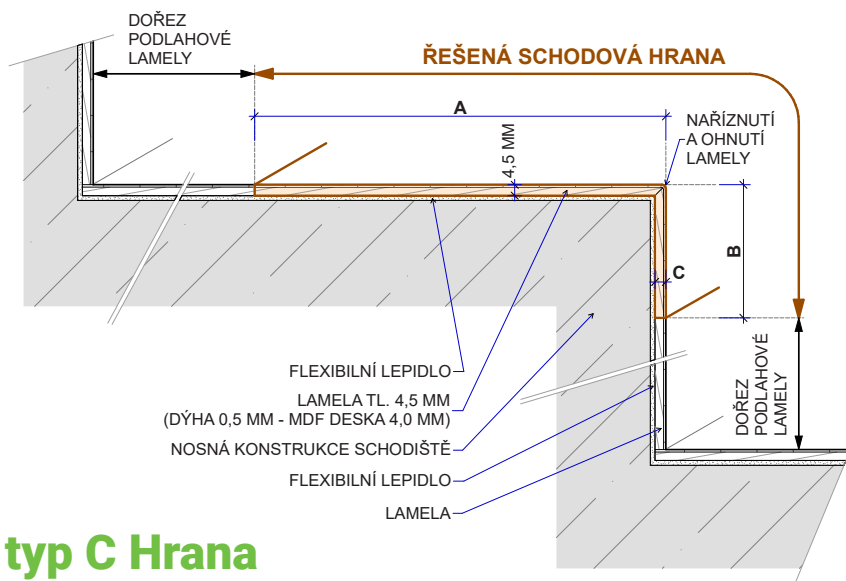 DOŘEZ
PODLAHOVÉ
LAMELY
ŘEŠENÁ SCHODOVÁ HRANA
A
4,5 MM
NAŘÍZNUTÍ
A OHNUTÍ
LAMELY
B
C
DOŘEZ
PODLAHOVÉ
LAMELY
FLEXIBILNÍ LEPIDLO
LAMELA TL. 4,5 MM
(DÝHA 0,5 MM - MDF DESKA 4,0 MM)
NOSNÁ KONSTRUKCE SCHODIŠTĚ
FLEXIBILNÍ LEPIDLO
LAMELA
typ C Hrana